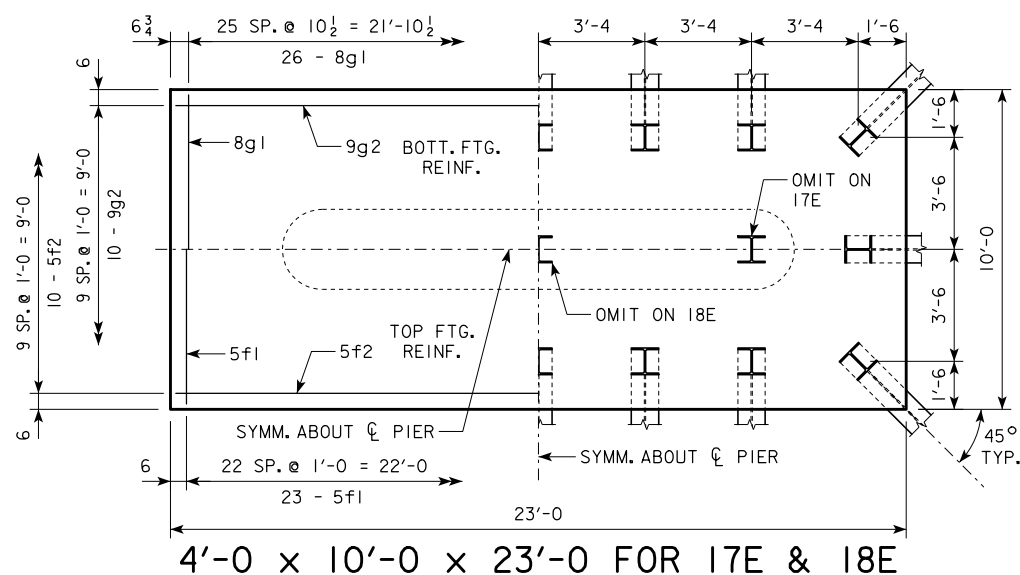 6 3/4
25 SP. @ 10 1/2 = 21'-10 1/2
26 - 8g1
3'-4
3'-4
3'-4
1'-6
6
9 SP. @ 1'-0 = 9'-0
10 - 9g2
9 SP. @ 1'-0 = 9'-0
10 - 5f2
6
8g1
9g2
BOTT. FTG.
REINF.
OMIT ON
17E
OMIT ON 18E
TOP FTG.
REINF.
5f1
5f2
SYMM. ABOUT ℄ PIER
SYMM. ABOUT ℄ PIER
1'-6
3'-6
3'-6
1'-6
10'-0
45°
TYP.
6
22 SP. @ 1'-0 = 22'-0
23 - 5f1
23'-0
4'-0 x 10'-0 x 23'-0 FOR 17E & 18E